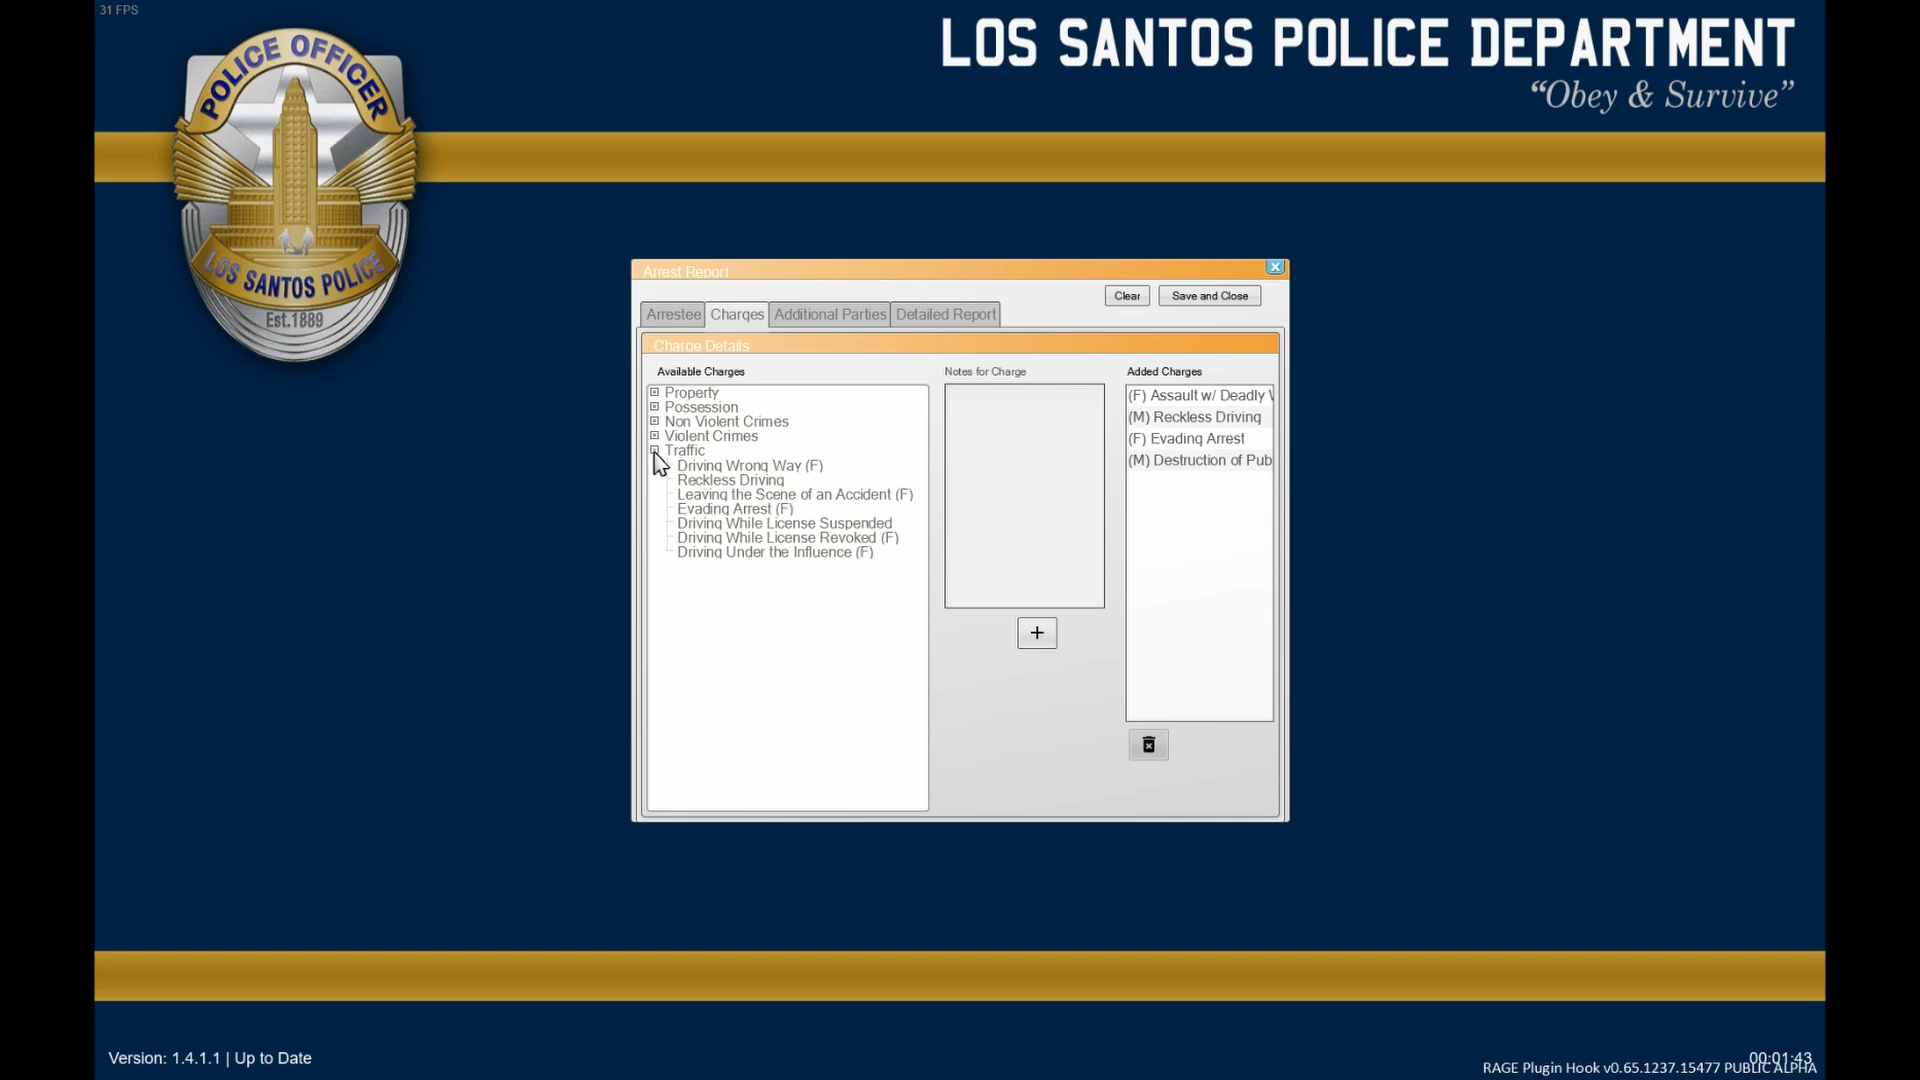 31 FPS
POLICE OFFICER
LOS SANTOS POLICE
Est.1889
LOS SANTOS POLICE DEPARTMENT
“Obey & Survive”
Arrest Report
X
Clear
Save and Close
Arrestee
Charges
Additional Parties
Detailed Report
Charge Details
Available Charges
Property
Possession
Non Violent Crimes
Violent Crimes
Traffic
Driving Wrong Way (F)
Reckless Driving
Leaving the Scene of an Accident (F)
Evading Arrest (F)
Driving While License Suspended
Driving While License Revoked (F)
Driving Under the Influence (F)
Notes for Charge
+
Added Charges
(F) Assault w/ Deadly
(M) Reckless Driving
(F) Evading Arrest
(M) Destruction of Pub
Version: 1.4.1.1 | Up to Date
00:01:43
RAGE Plugin Hook v0.65.1237.15477 PUBLIC ALPHA